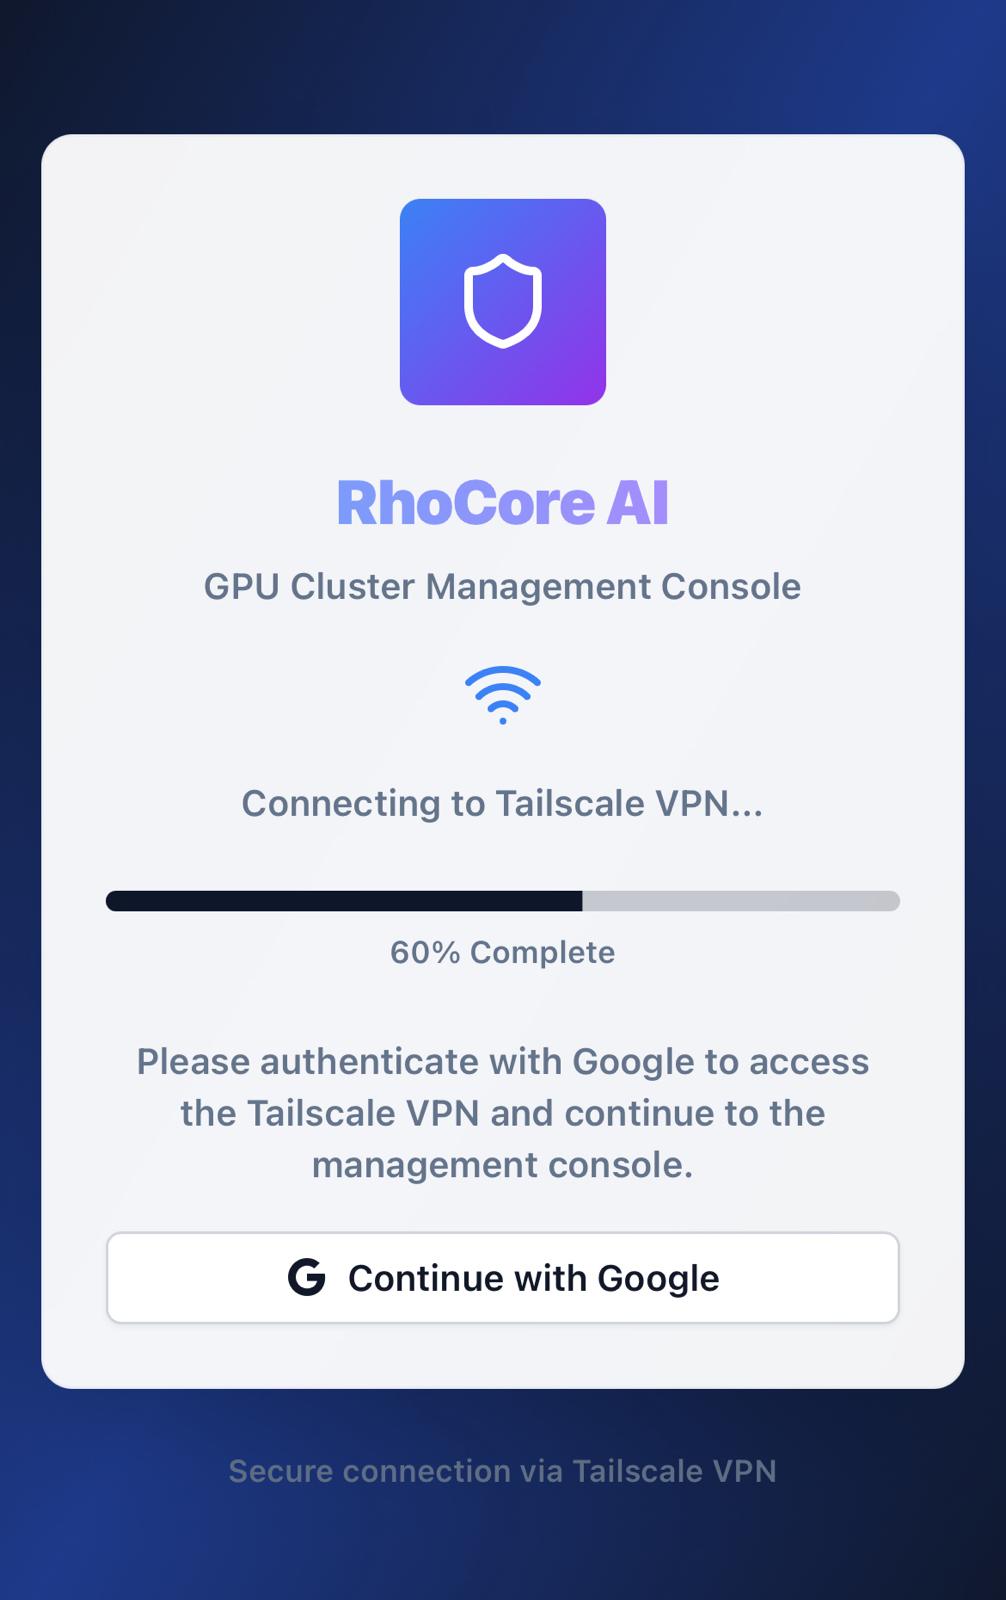 RhoCore AI
GPU Cluster Management Console
Connecting to Tailscale VPN...
60% Complete
Please authenticate with Google to access
the Tailscale VPN and continue to the
management console.
Continue with Google
Secure connection via Tailscale VPN